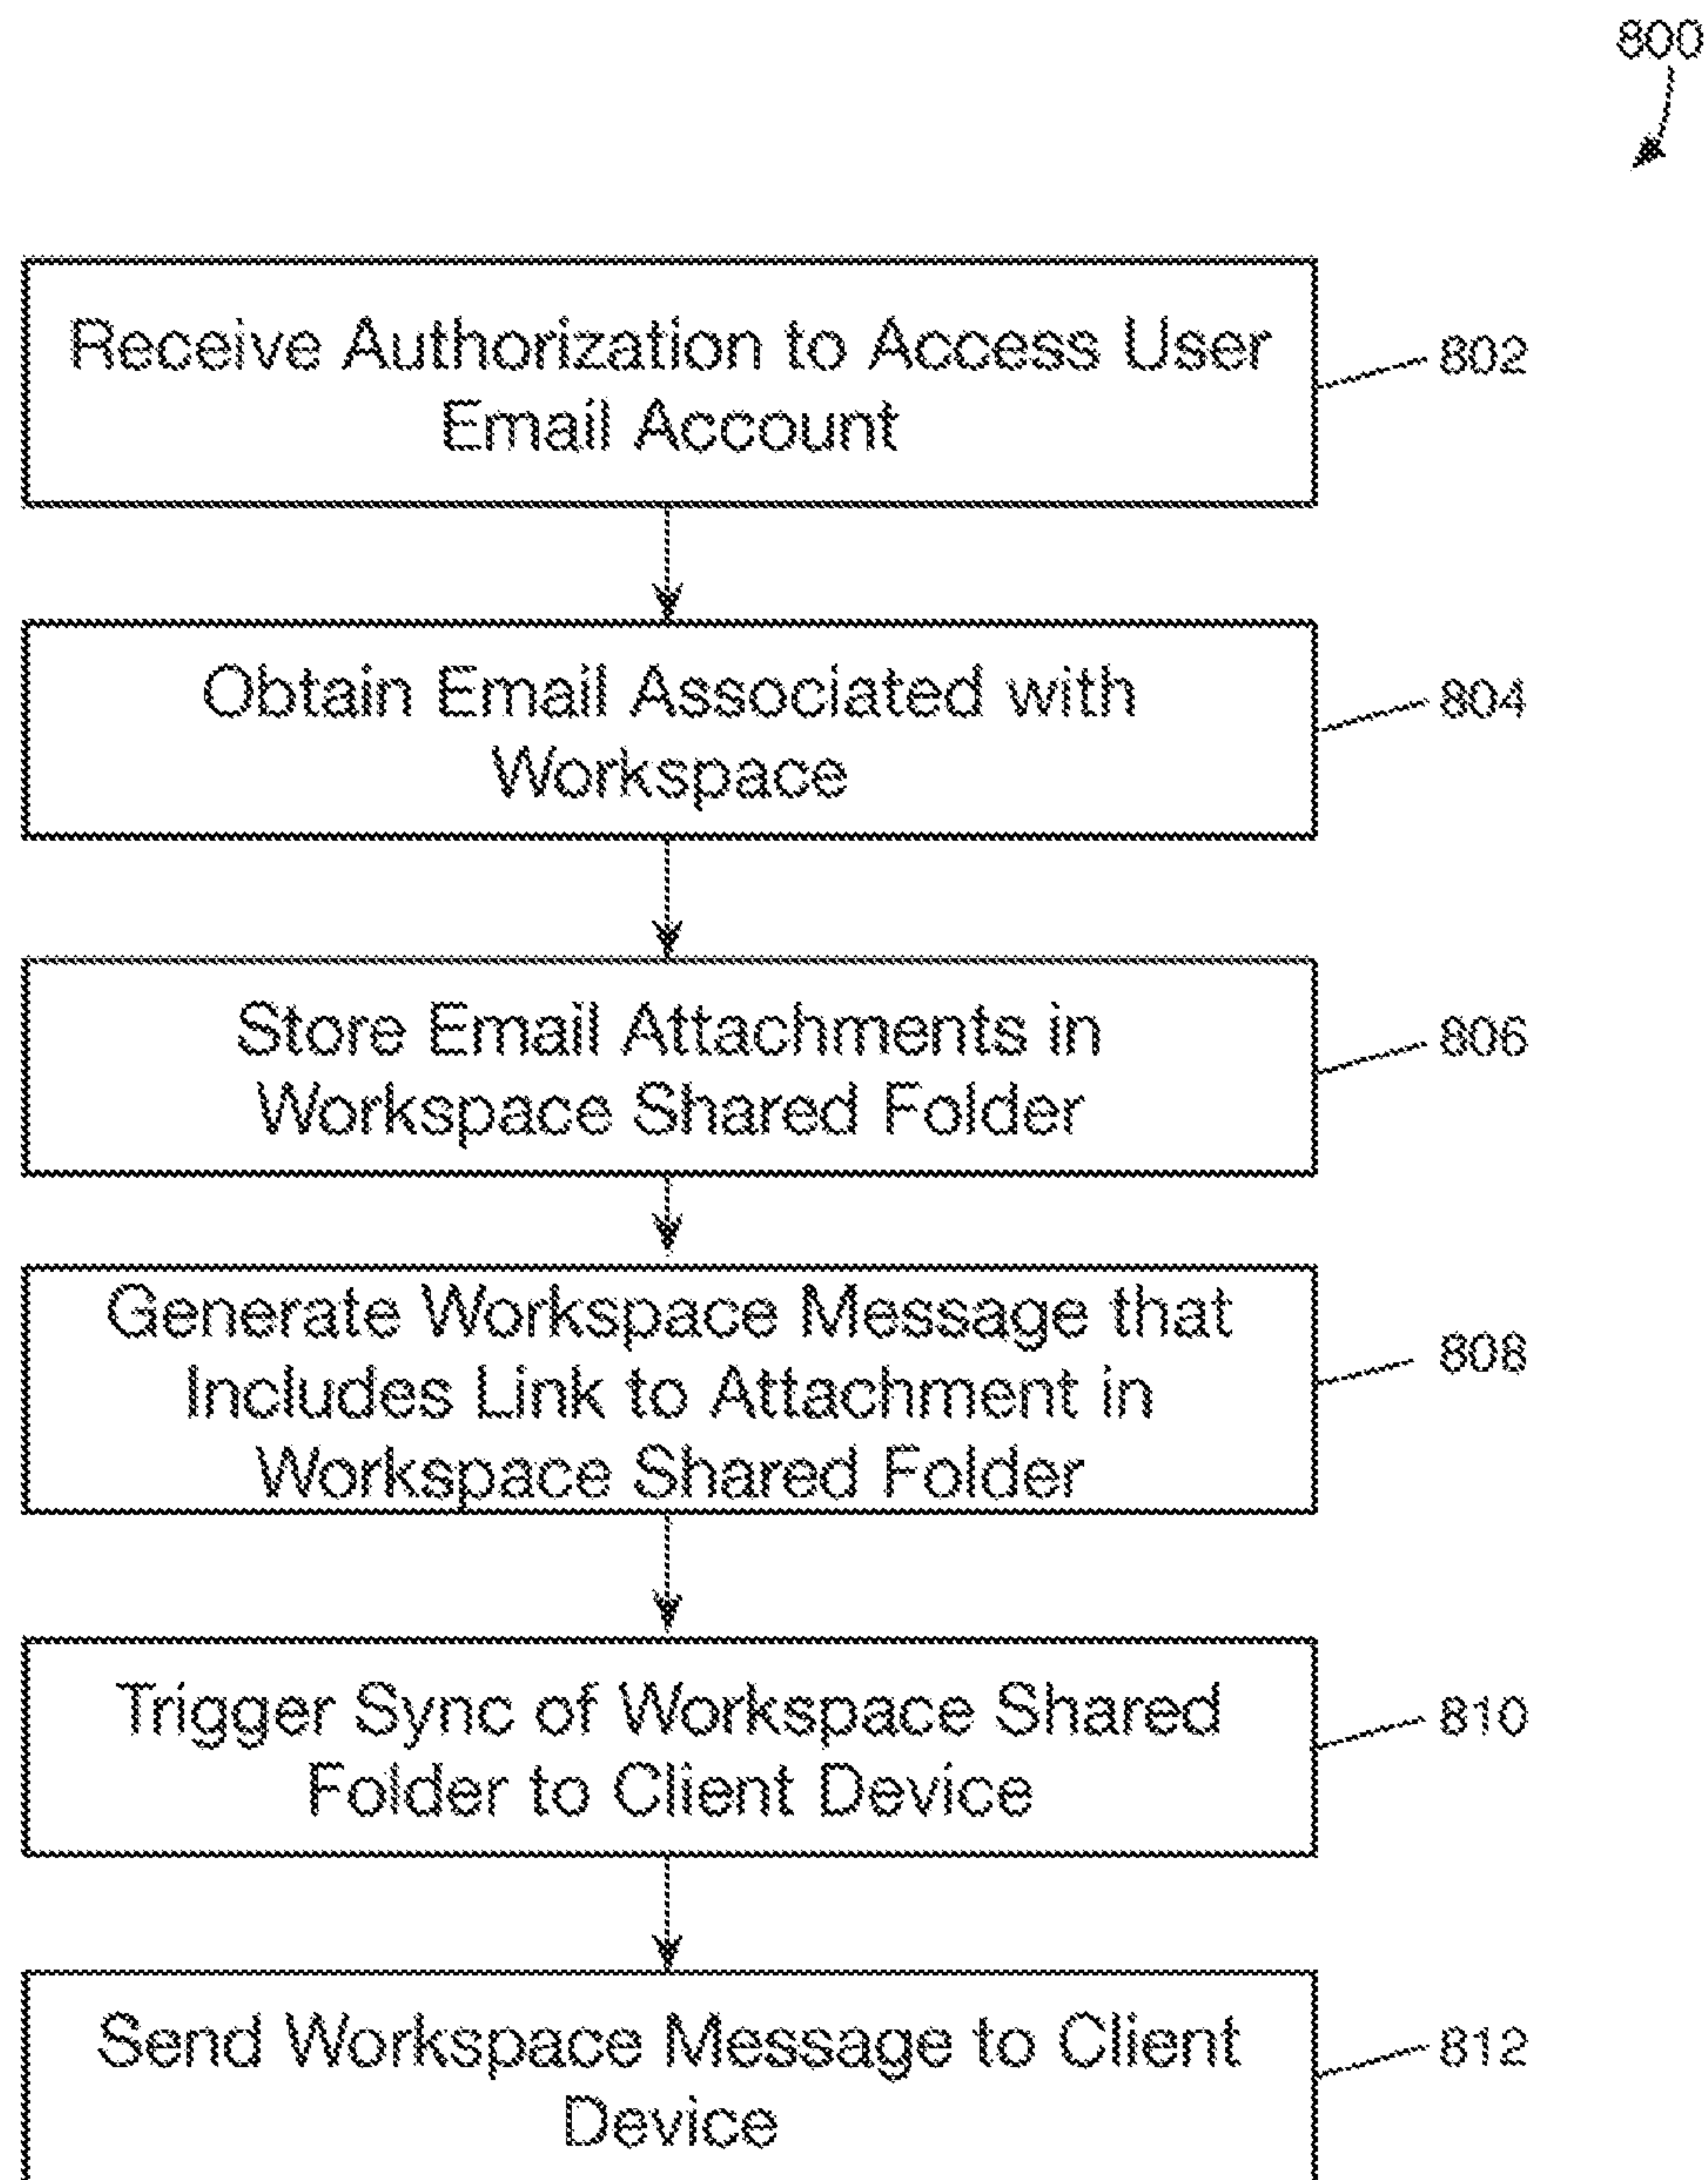 800
Receive Authorization to Access User
Email Account
802
Obtain Email Associated with
Workspace
804
Store Email Attachments in
Workspace Shared Folder
806
Generate Workspace Message that
Includes Link to Attachment in
Workspace Shared Folder
808
Trigger Sync of Workspace Shared
Folder to Client Device
810
Send Workspace Message to Client
Device
812